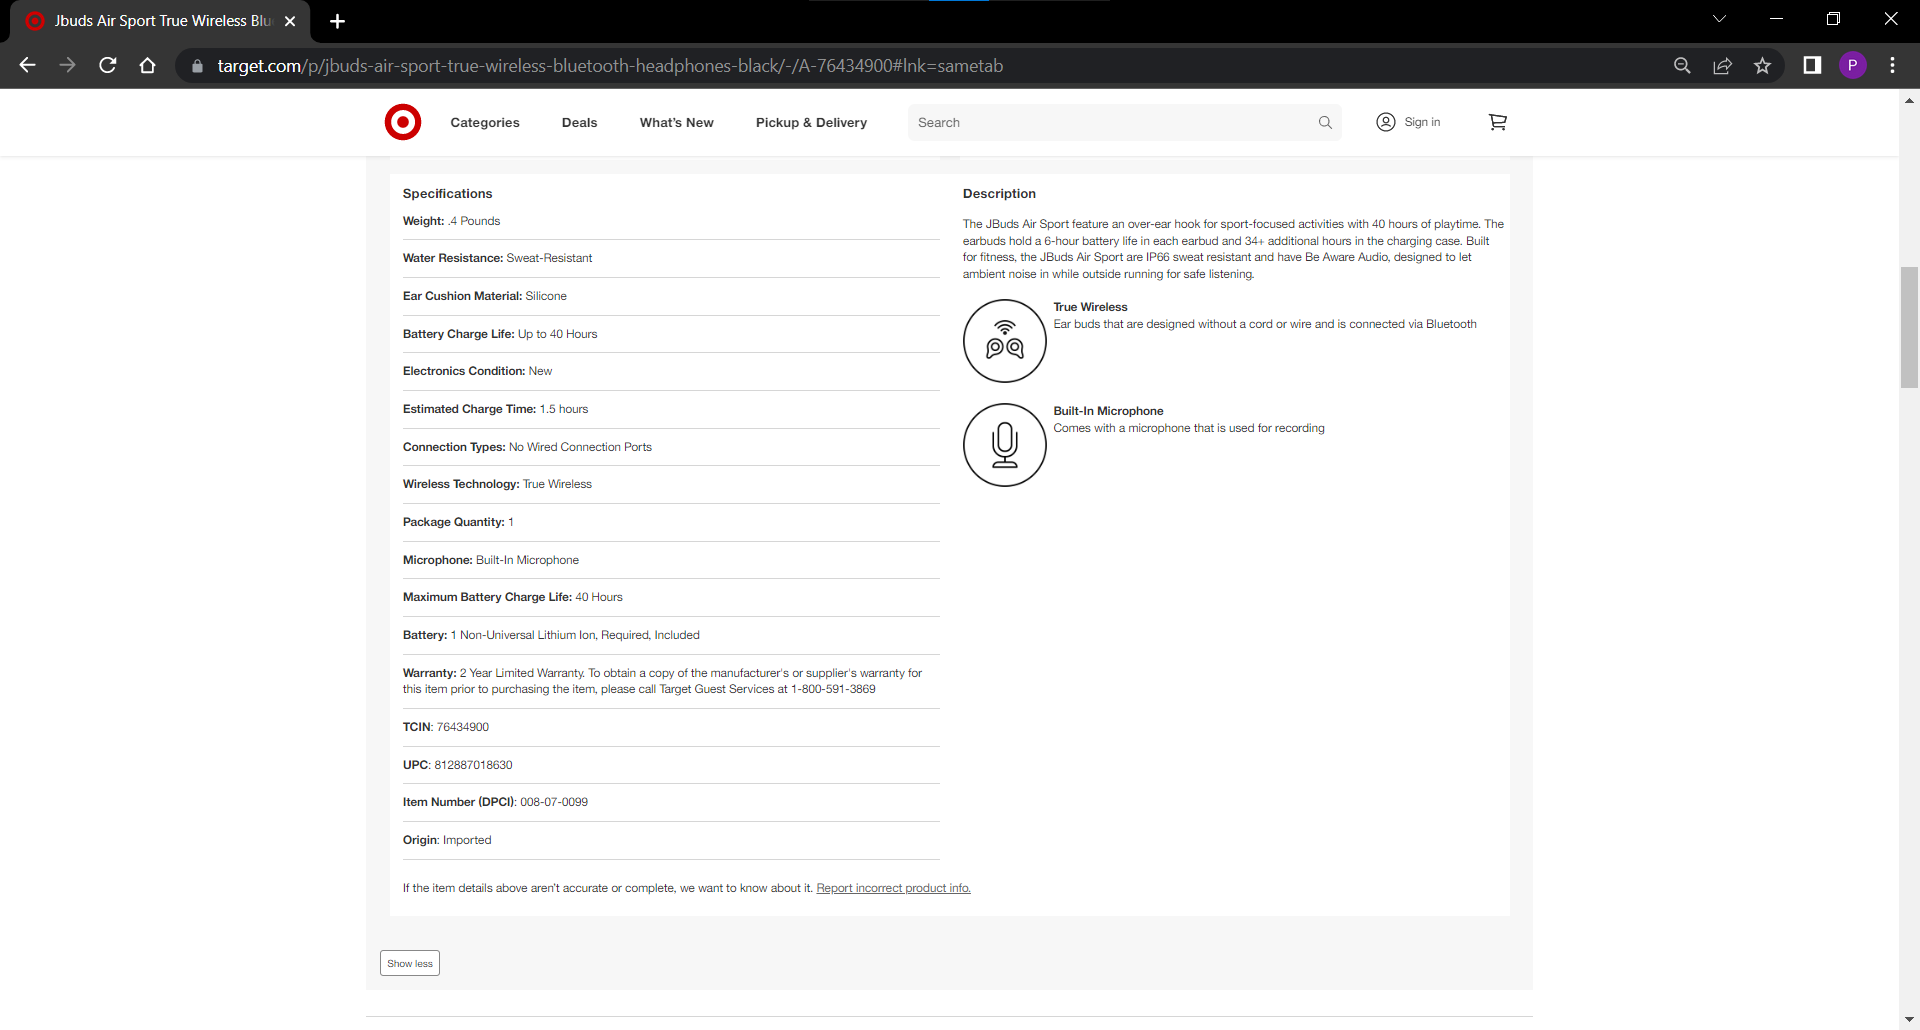 Jbuds Air Sport True Wireless Blu
target.com/p/jbuds-air-sport-true-wireless-bluetooth-headphones-black/-/A-76434900#lnk=sametab
P
Categories
Deals
What's New
Pickup & Delivery
Search
Sign in
Specifications
Weight: .4 Pounds
Water Resistance: Sweat-Resistant
Ear Cushion Material: Silicone
Battery Charge Life: Up to 40 Hours
Electronics Condition: New
Estimated Charge Time: 1.5 hours
Connection Types: No Wired Connection Ports
Wireless Technology: True Wireless
Package Quantity: 1
Microphone: Built-In Microphone
Maximum Battery Charge Life: 40 Hours
Battery: 1 Non-Universal Lithium Ion, Required, Included
Warranty: 2 Year Limited Warranty. To obtain a copy of the manufacturer's or supplier's warranty for
this item prior to purchasing the item, please call Target Guest Services at 1-800-591-3869
TCIN: 76434900
UPC: 812887018630
Item Number (DPCI): 008-07-0099
Origin: Imported
If the item details above aren't accurate or complete, we want to know about it. Report incorrect product info.
Description
The JBuds Air Sport feature an over-ear hook for sport-focused activities with 40 hours of playtime. The
earbuds hold a 6-hour battery life in each earbud and 34+ additional hours in the charging case. Built
for fitness, the JBuds Air Sport are IP66 sweat resistant and have Be Aware Audio, designed to let
ambient noise in while outside running for safe listening.
True Wireless
Ear buds that are designed without a cord or wire and is connected via Bluetooth
Built-In Microphone
Comes with a microphone that is used for recording
Show less